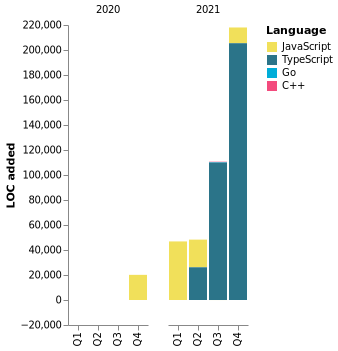 2020
2021
Language
JavaScript
TypeScript
Go
C++
LOC added
220,000
200,000
180,000
160,000
140,000
120,000
100,000
80,000
60,000
40,000
20,000
0
−20,000
Q1
Q2
Q3
Q4
Q1
Q2
Q3
Q4